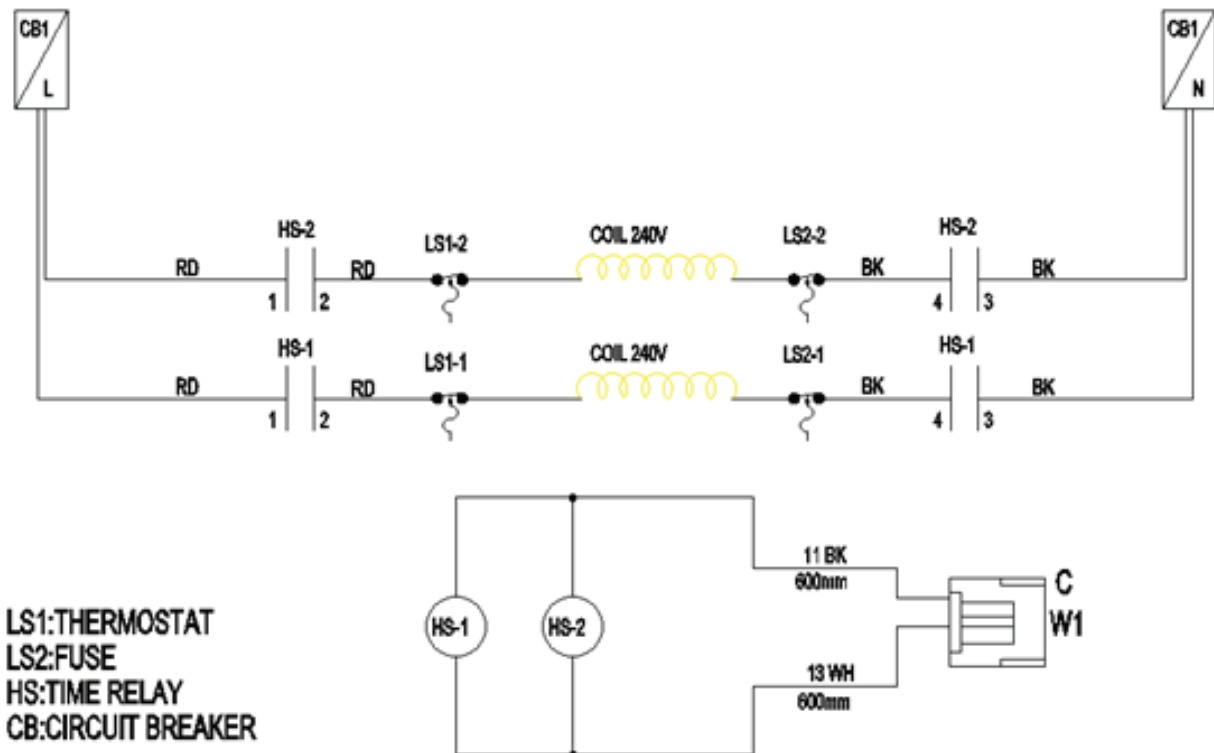 CB1
L
CB1
N
HS-2
LS1-2
COIL 240V
LS2-2
HS-2
RD
RD
BK
BK
1
2
4
3
HS-1
LS1-1
COIL 240V
LS2-1
HS-1
RD
RD
BK
BK
1
2
4
3
11 BK
600mm
C
W1
HS-1
HS-2
13 WH
600mm
LS1:THERMOSTAT
LS2:FUSE
HS:TIME RELAY
CB:CIRCUIT BREAKER